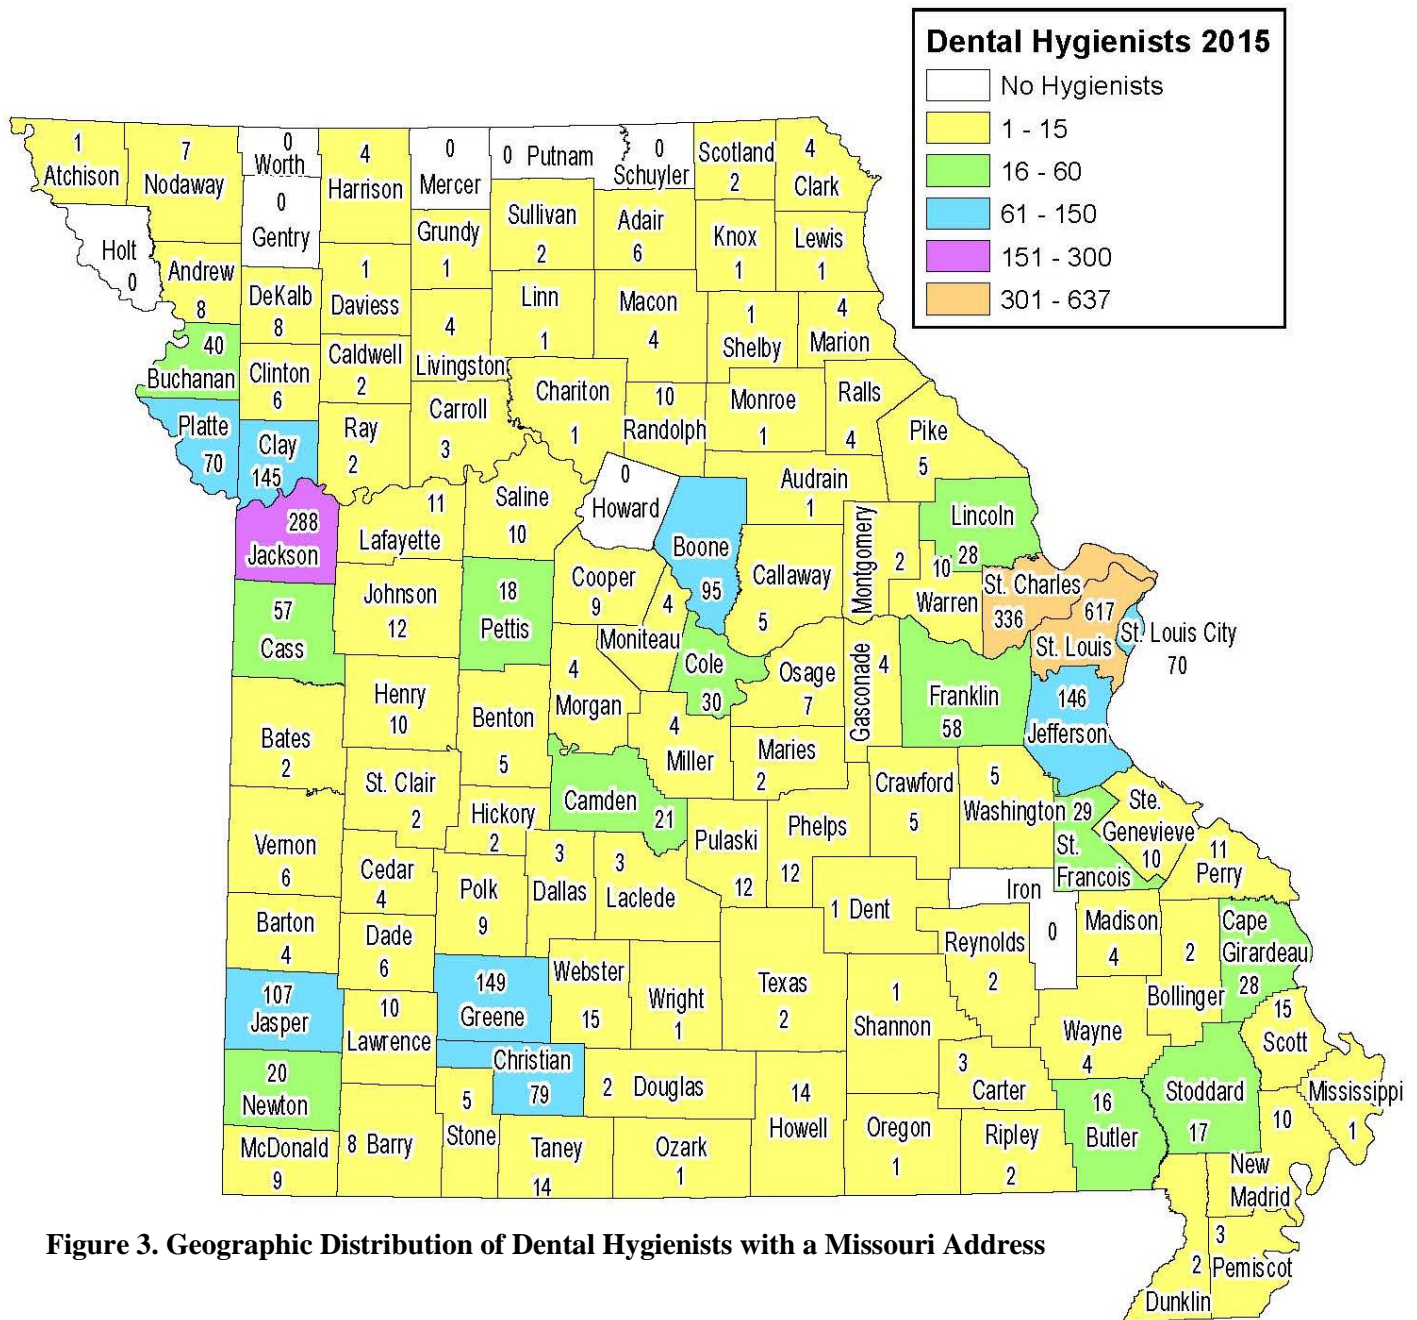 Dental Hygienists 2015
No Hygienists
1 - 15
16 - 60
61 - 150
151 - 300
301 - 637
1
Atchison
7
Nodaway
0
Worth
4
Harrison
0
Mercer
0 Putnam
0
Schuyler
Scotland
2
4
Clark
0
Gentry
Holt
0
Andrew
8
DeKalb
8
1
Daviess
Grundy
1
Sullivan
2
Adair
6
Knox
1
Lewis
1
40
Buchanan
Clinton
6
Caldwell
2
4
Livingston
Linn
1
Macon
4
1
Shelby
4
Marion
Platte
70
Clay
145
Ray
2
Carroll
3
Chariton
1
10
Randolph
Monroe
1
Ralls
4
Pike
5
288
Jackson
11
Lafayette
Saline
10
0
Howard
Boone
95
Audrain
1
Callaway
5
Montgomery
2
Lincoln
28
10
Warren
St. Charles
336
617
St. Louis
St. Louis City
70
57
Cass
Johnson
12
18
Pettis
Cooper
9
4
Moniteau
Cole
30
Osage
7
Gasconade
4
Franklin
58
146
Jefferson
Bates
2
Henry
10
Benton
5
4
Morgan
4
Miller
Maries
2
Crawford
5
5
Washington
29
St.
Francois
Ste.
Genevieve
10
11
Perry
Vernon
6
St. Clair
2
Hickory
2
Camden
21
Pulaski
12
Phelps
12
Cedar
4
Polk
9
3
Dallas
3
Laclede
1 Dent
Iron
0
Madison
4
2
Bollinger
Cape
Girardeau
28
Barton
4
Dade
6
149
Greene
Webster
15
Wright
1
Texas
2
1
Shannon
Reynolds
2
Wayne
4
15
Scott
107
Jasper
10
Lawrence
Christian
79
2 Douglas
14
Howell
3
Carter
16
Butler
Stoddard
17
Mississippi
1
20
Newton
8 Barry
5
Stone
Taney
14
Ozark
1
Oregon
1
Ripley
2
10
New
Madrid
McDonald
9
3
Pemiscot
2
Dunklin
Figure 3. Geographic Distribution of Dental Hygienists with a Missouri Address